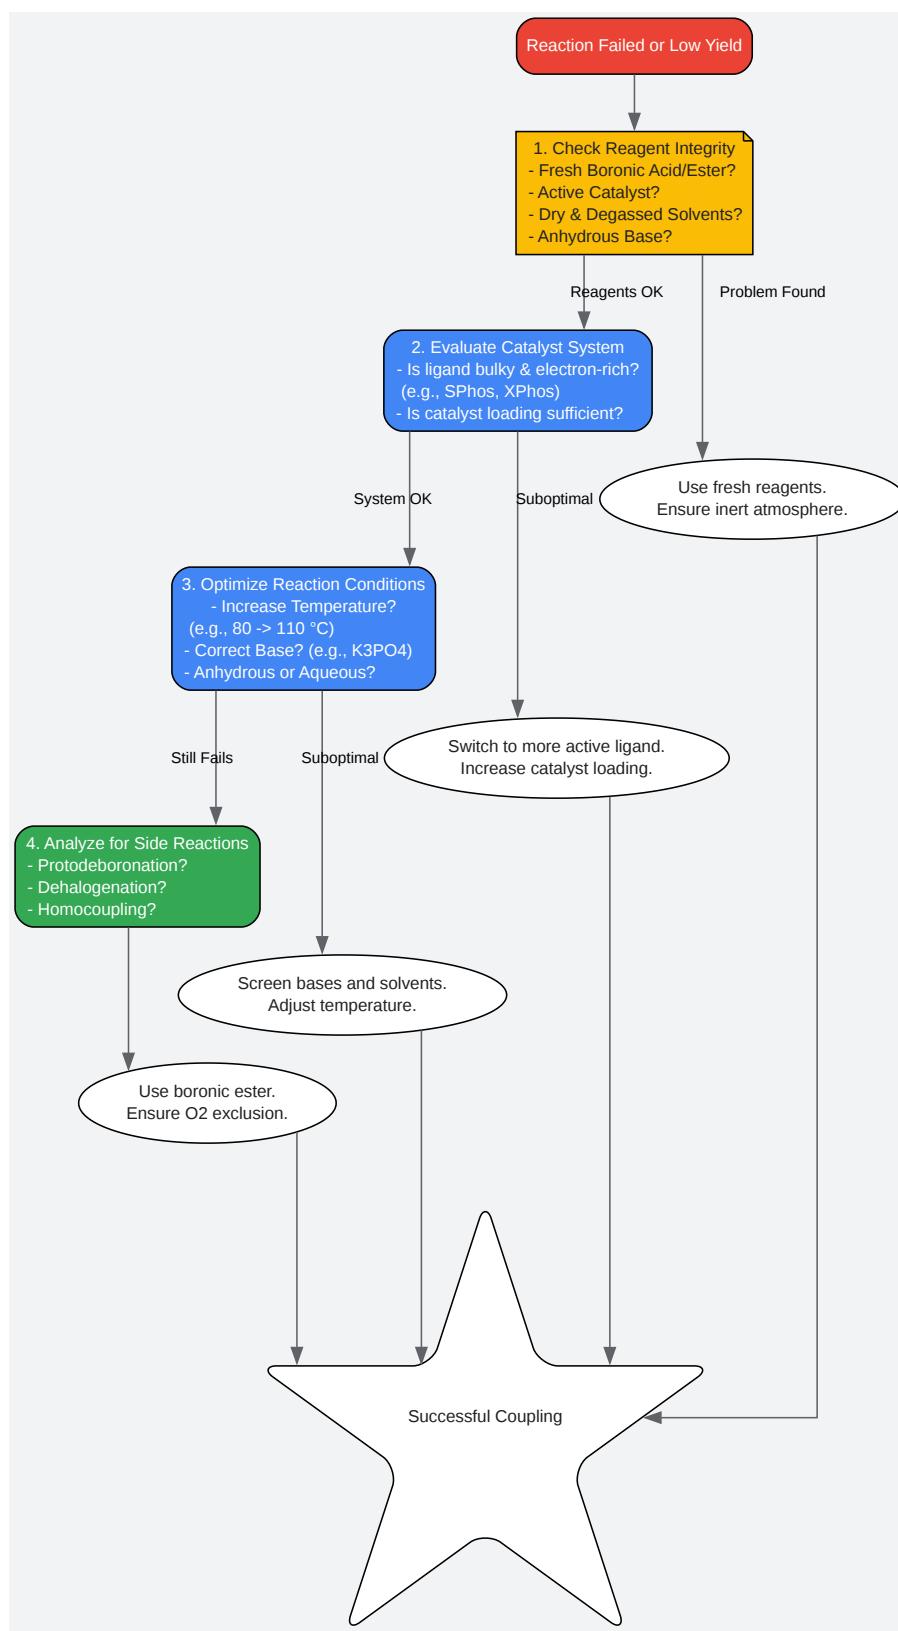 Reaction Failed or Low Yield
1. Check Reagent Integrity
- Fresh Boronic Acid/Ester?
- Active Catalyst?
- Dry & Degassed Solvents?
- Anhydrous Base?
Reagents OK
Problem Found
2. Evaluate Catalyst System
- Is ligand bulky & electron-rich?
(e.g., SPhos, XPhos)
- Is catalyst loading sufficient?
System OK
Suboptimal
Use fresh reagents.
Ensure inert atmosphere.
3. Optimize Reaction Conditions
- Increase Temperature?
(e.g., 80 -> 110 °C)
- Correct Base? (e.g., K3PO4)
- Anhydrous or Aqueous?
Still Fails
Suboptimal
Switch to more active ligand.
Increase catalyst loading.
4. Analyze for Side Reactions
- Protodeboronation?
- Dehalogenation?
- Homocoupling?
Screen bases and solvents.
Adjust temperature.
Use boronic ester.
Ensure O2 exclusion.
Successful Coupling